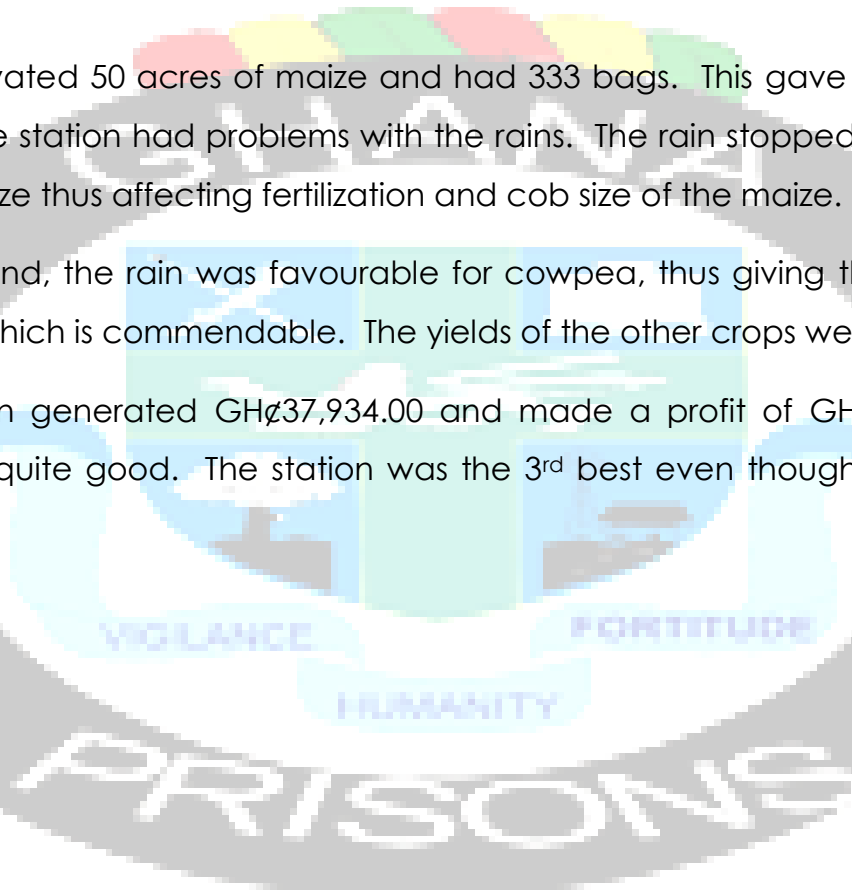 GHANA
vated 50 acres of maize and had 333 bags. This gave
e station had problems with the rains. The rain stopped
ze thus affecting fertilization and cob size of the maize.
nd, the rain was favourable for cowpea, thus giving th
hich is commendable. The yields of the other crops we
n generated GH₵37,934.00 and made a profit of GH
quite good. The station was the 3rd best even though
VIGILANCE
FORTITUDE
HUMANITY
PRISONS